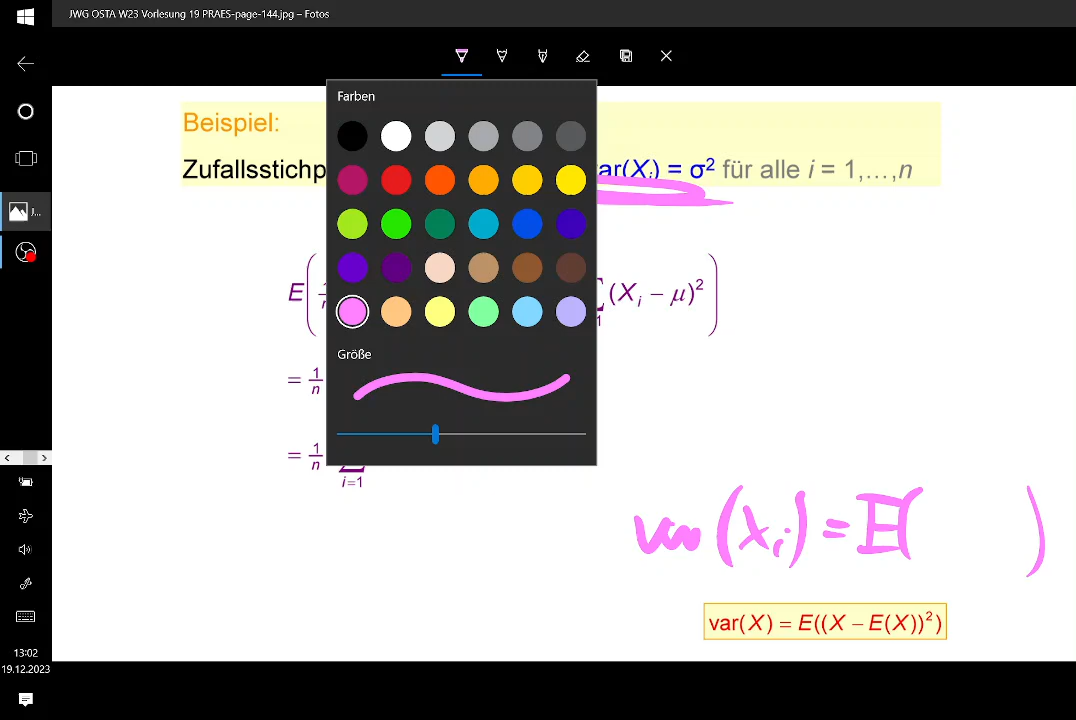 JWG OSTA W23 Vorlesung 19 PRAES-page-144.jpg – Fotos
Farben
Beispiel:
Zufallsstichp ar(Xᵢ) = σ² für alle i = 1,…,n
J...
E( 1/n (Xᵢ – μ)² )
Größe
= 1/n
= 1/n
i=1
var(Xᵢ) = E( )
var(X) = E((X – E(X))²)
13:02
19.12.2023